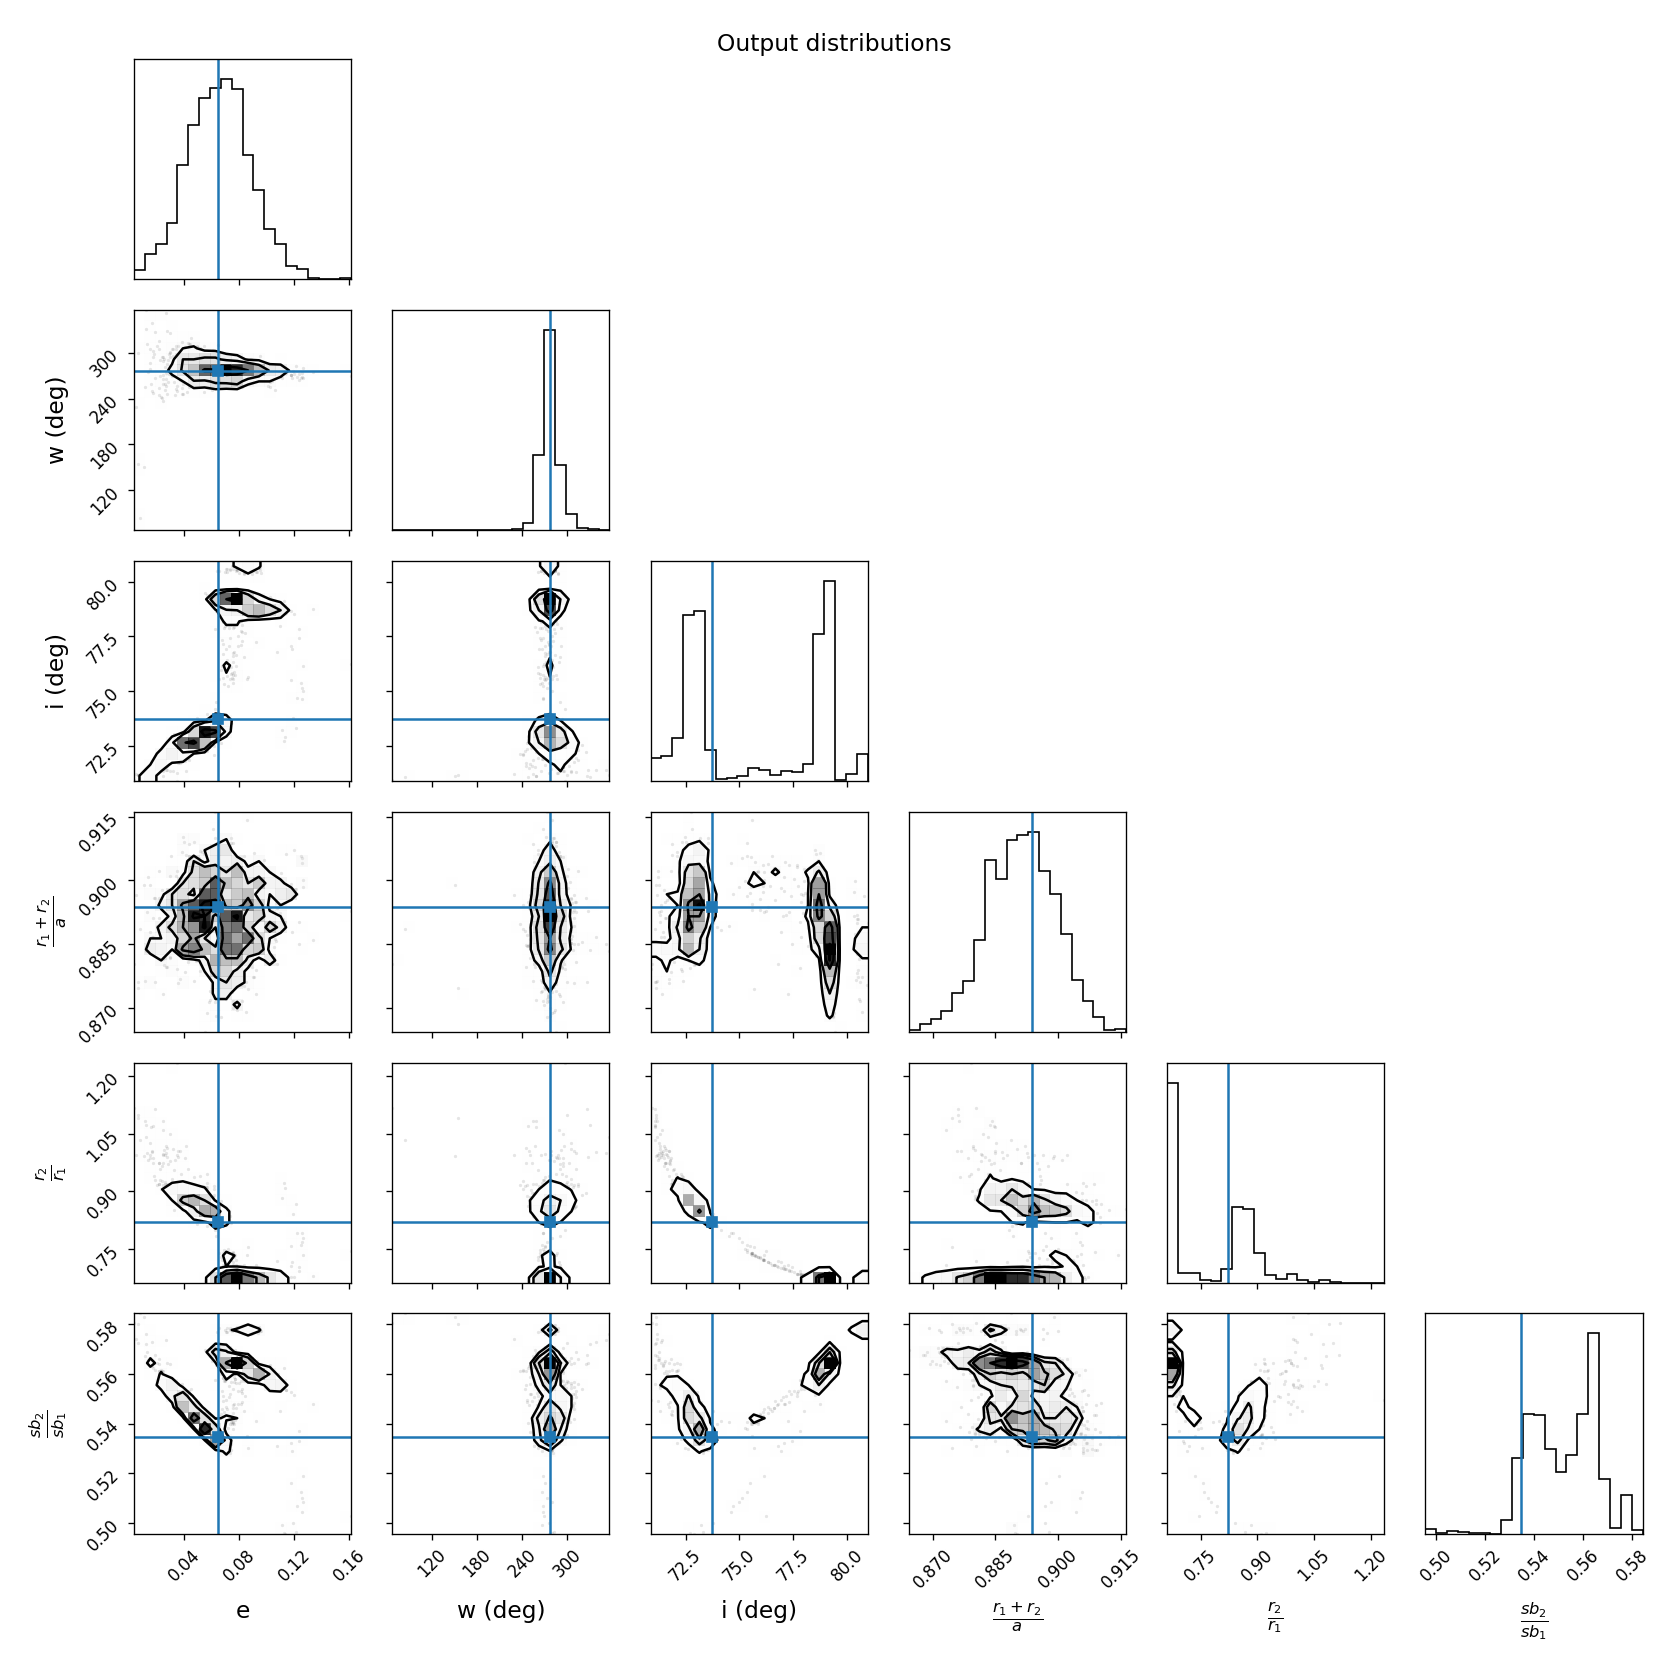 Output distributions
w (deg)
300
240
180
120
i (deg)
80.0
77.5
75.0
72.5
r1 + r2
a
0.915
0.900
0.885
0.870
r2
r1
1.20
1.05
0.90
0.75
sb2
sb1
0.58
0.56
0.54
0.52
0.50
0.04 0.08 0.12 0.16 120 180 240 300 72.5 75.0 77.5 80.0 0.870 0.885 0.900 0.915 0.75 0.90 1.05 1.20 0.50 0.52 0.54 0.56 0.58
e w (deg) i (deg)
r1 + r2 r2 sb2
a r1 sb1